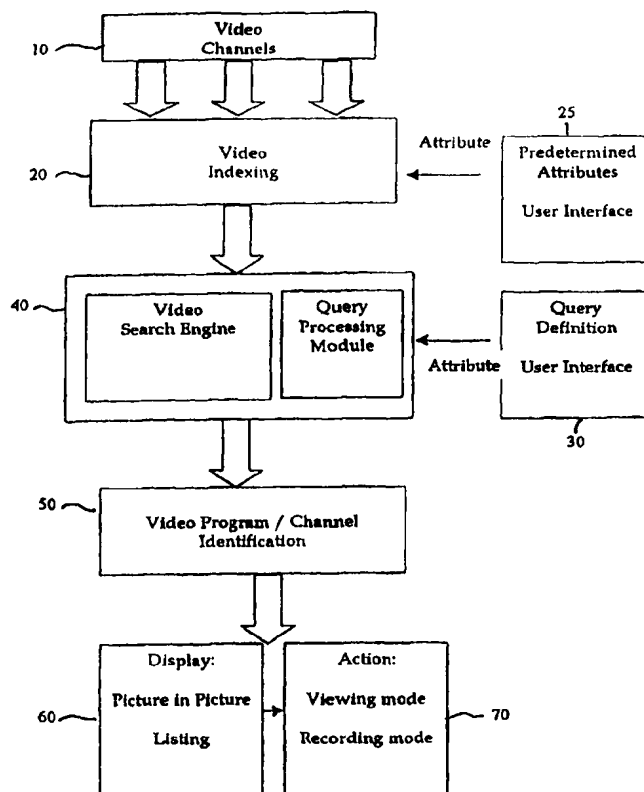 10
Video
Channels
20
Video
Indexing
Attribute
25
Predetermined
Attributes
User Interface
40
Video
Search Engine
Query
Processing
Module
Attribute
Query
Definition
User Interface
30
50
Video Program / Channel
Identification
60
Display:
Picture in Picture
Listing
Action:
Viewing mode
Recording mode
70